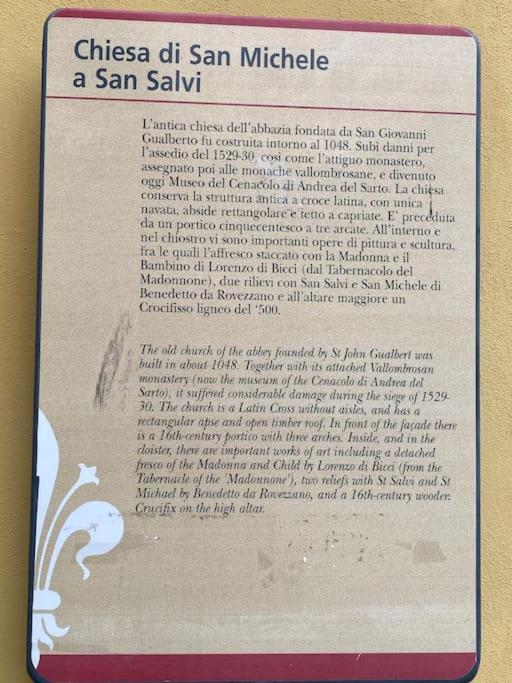 Chiesa di San Michele
a San Salvi
L'antica chiesa dell'abbazia fondata da San Giovanni
Gualberto fu costruita intorno al 1048. Subì danni per
l'assedio del 1529-30, così come l'attiguo monastero,
assegnato poi alle monache vallombrosane, e divenuto
oggi Museo del Cenacolo di Andrea del Sarto. La chiesa
conserva la struttura antica a croce latina, con unica
navata, abside rettangolare e tetto a capriate. E' preceduta
da un portico cinquecentesco a tre arcate. All'interno e
nel chiostro vi sono importanti opere di pittura e scultura,
fra le quali l'affresco staccato con la Madonna e il
Bambino di Lorenzo di Bicci (dal Tabernacolo del
Madonnone), due rilievi con San Salvi e San Michele di
Benedetto da Rovezzano e all'altare maggiore un
Crocifisso ligneo del '500.
The old church of the abbey founded by St John Gualbert was
built in about 1048. Together with its attached Vallombrosan
monastery (now the museum of the Cenacolo di Andrea del
Sarto), it suffered considerable damage during the siege of 1529-
30. The church is a Latin Cross without aisles, and has a
rectangular apse and open timber roof. In front of the façade there
is a 16th-century portico with three arches. Inside, and in the
cloister, there are important works of art including a detached
fresco of the Madonna and Child by Lorenzo di Bicci (from the
Tabernacle of the 'Madonnone'), two reliefs with St Salvi and St
Michael by Benedetto da Rovezzano, and a 16th-century wooden
Crucifix on the high altar.